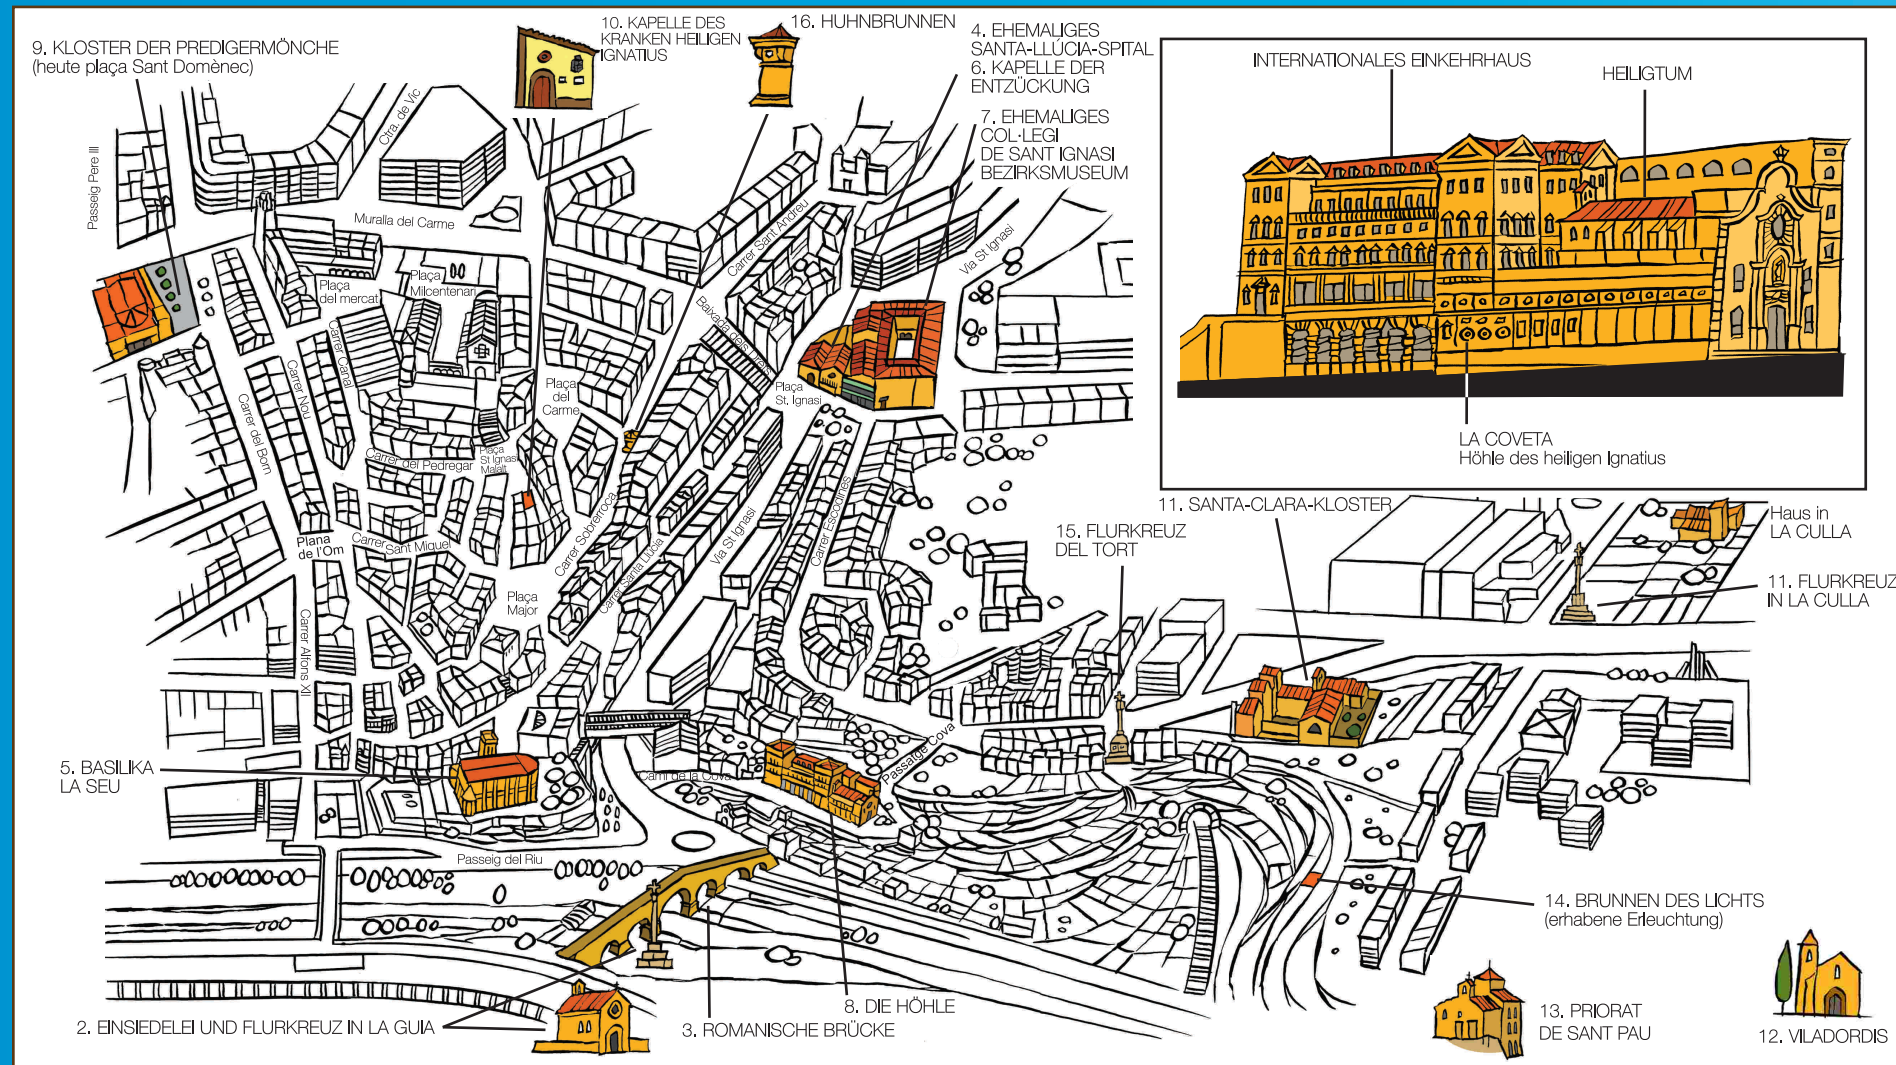 9. KLOSTER DER PREDIGERMÖNCHE
(heute plaça Sant Domènec)
10. KAPELLE DES
KRANKEN HEILIGEN
IGNATIUS
16. HUHNBRUNNEN
4. EHEMALIGES
SANTA-LLÚCIA-SPITAL
6. KAPELLE DER
ENTZÜCKUNG
7. EHEMALIGES
COL·LEGI
DE SANT IGNASI
BEZIRKSMUSEUM
INTERNATIONALES EINKEHRHAUS
HEILIGTUM
LA COVETA
Höhle des heiligen Ignatius
Passeig Pere III
Ctra. de Vic
Muralla del Carme
Carrer Sant Andreu
Via St Ignasi
Plaça
del mercat
Plaça
Milcentenari
Baixada dels Drets
Carrer Canal
Carrer Nou
Carrer del Born
Plaça
del
Carme
Plaça
St. Ignasi
Carrer del Pedregar
Plaça
St Ignasi
Malalt
Plana
de l'Om
Carrer Sant Miquel
Carrer Sobrerroca
Carrer Santa Llúcia
Via St Ignasi
Carrer Escodines
Plaça
Major
Carrer Alfons XII
11. SANTA-CLARA-KLOSTER
15. FLURKREUZ
DEL TORT
Haus in
LA CULLA
11. FLURKREUZ
IN LA CULLA
5. BASILIKA
LA SEU
Camí de la Cova
Passatge Cova
Passeig del Riu
14. BRUNNEN DES LICHTS
(erhabene Erleuchtung)
8. DIE HÖHLE
2. EINSIEDELEI UND FLURKREUZ IN LA GUIA
3. ROMANISCHE BRÜCKE
13. PRIORAT
DE SANT PAU
12. VILADORDIS